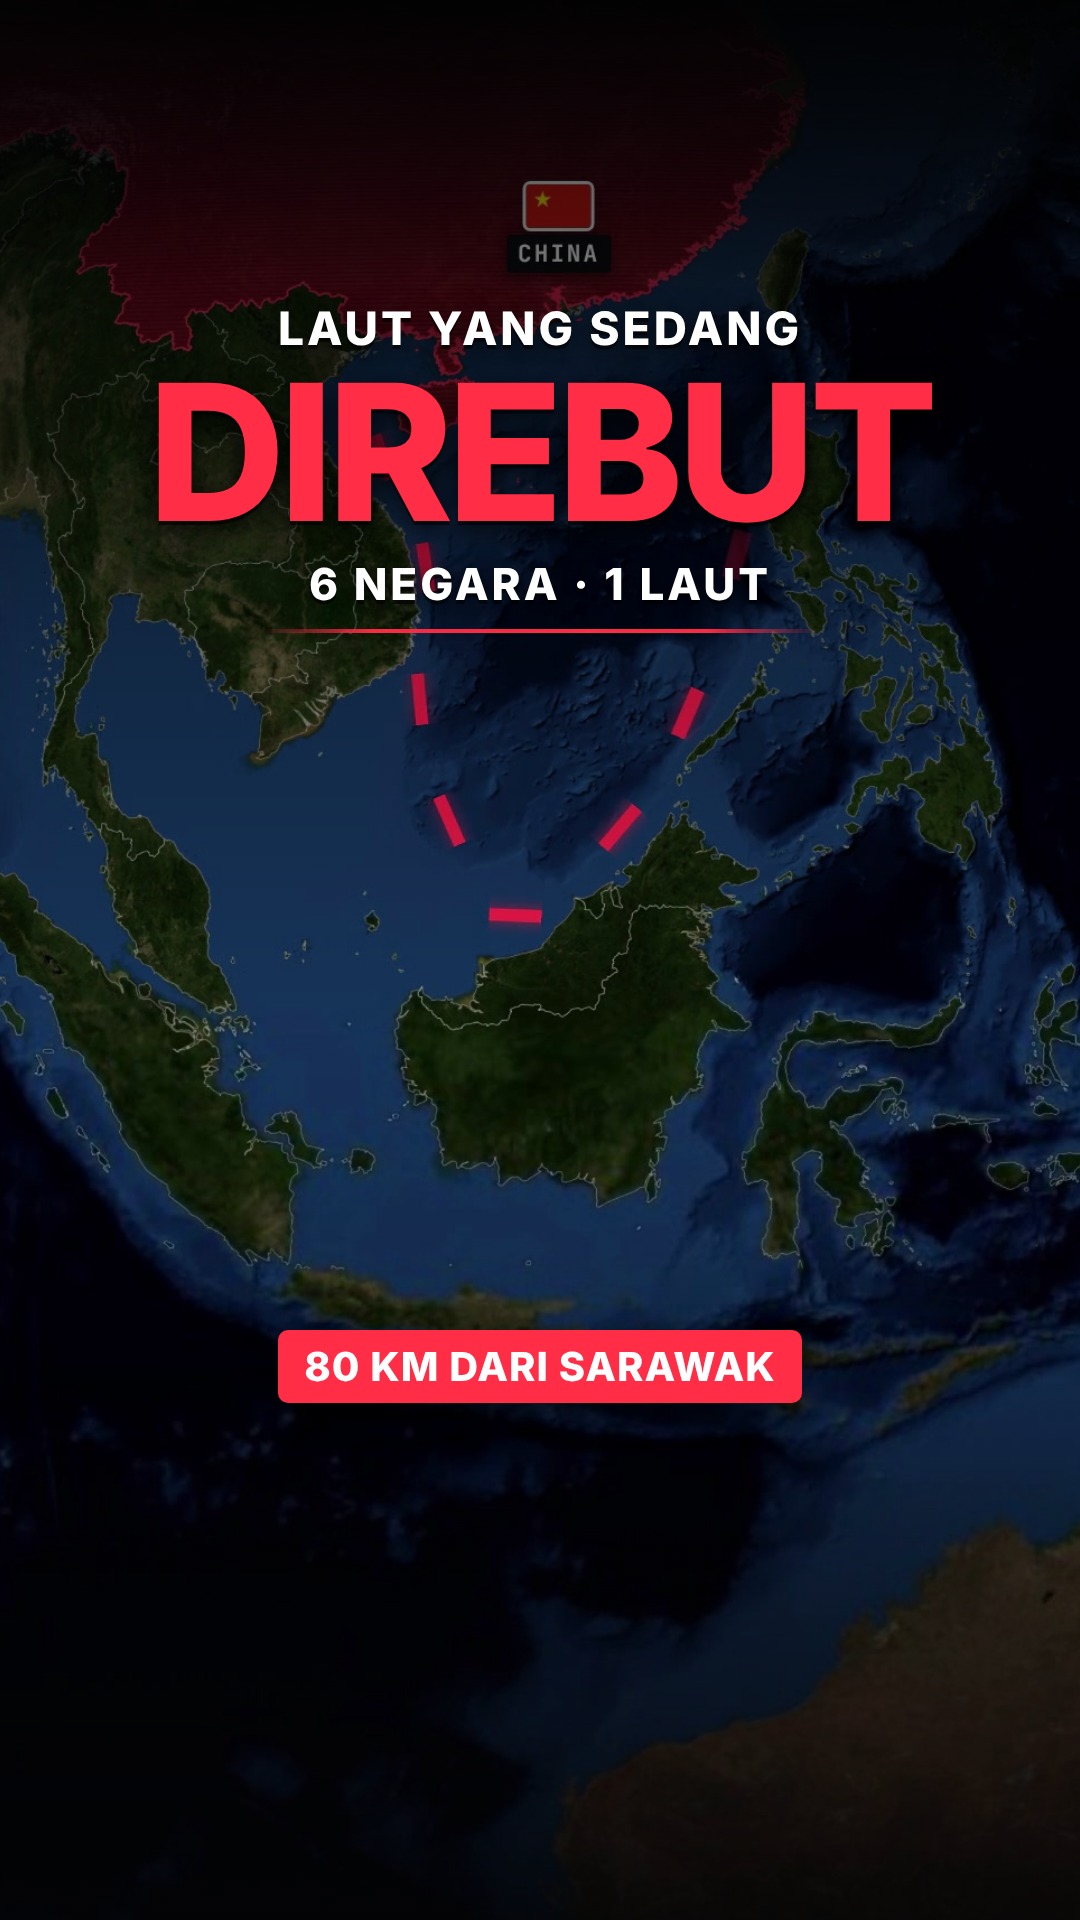 CHINA
LAUT YANG SEDANG
DIREBUT
6 NEGARA · 1 LAUT
80 KM DARI SARAWAK